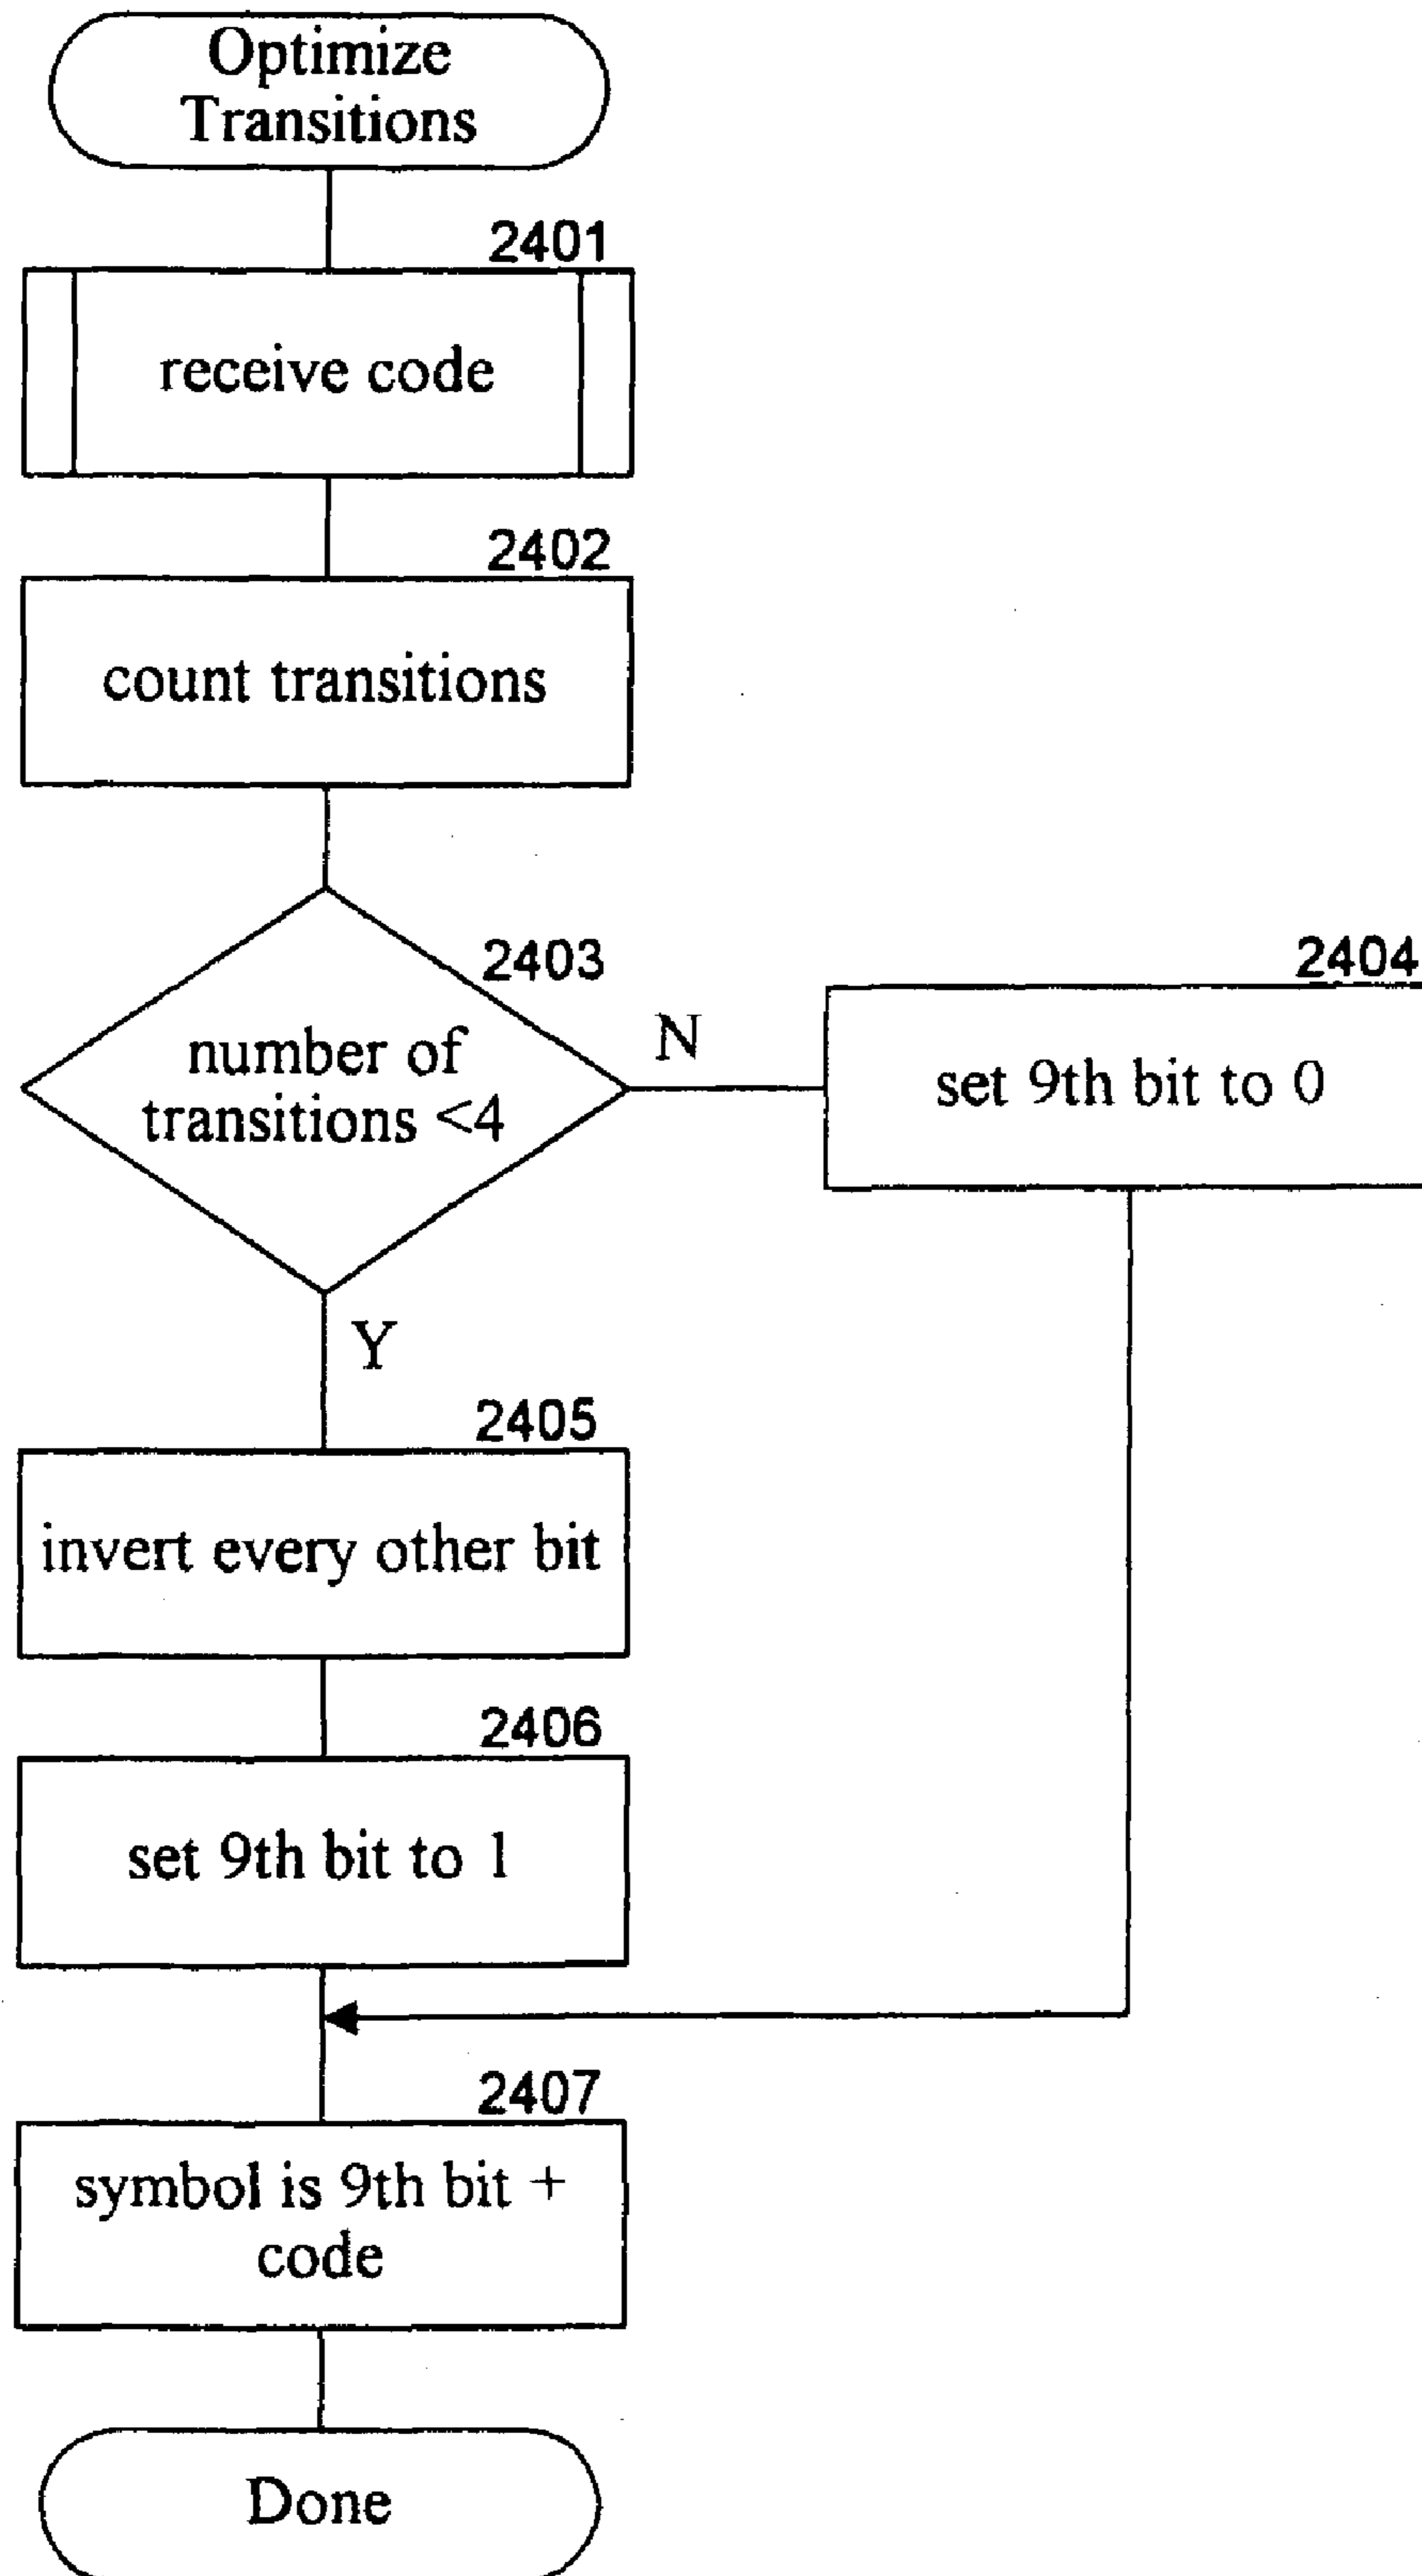 Optimize
Transitions
2401
receive code
2402
count transitions
2403
number of
transitions <4
N
2404
set 9th bit to 0
Y
2405
invert every other bit
2406
set 9th bit to 1
2407
symbol is 9th bit +
code
Done